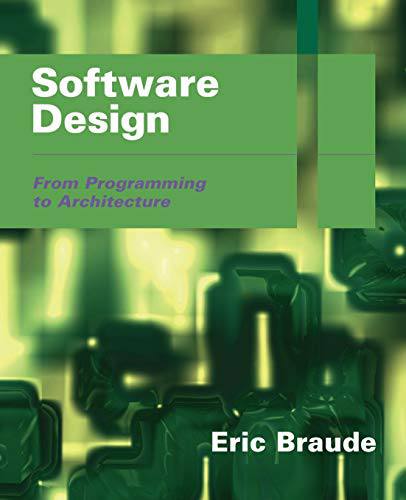 Software
Design
From Programming
to Architecture
Eric Braude